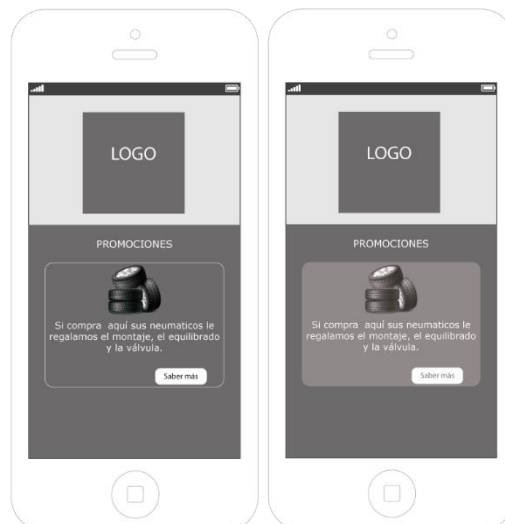 LOGO
PROMOCIONES
Si compra aquí sus neumaticos le
regalamos el montaje, el equilibrado
y la válvula.
Saber más
LOGO
PROMOCIONES
Si compra aquí sus neumaticos le
regalamos el montaje, el equilibrado
y la válvula.
Saber más